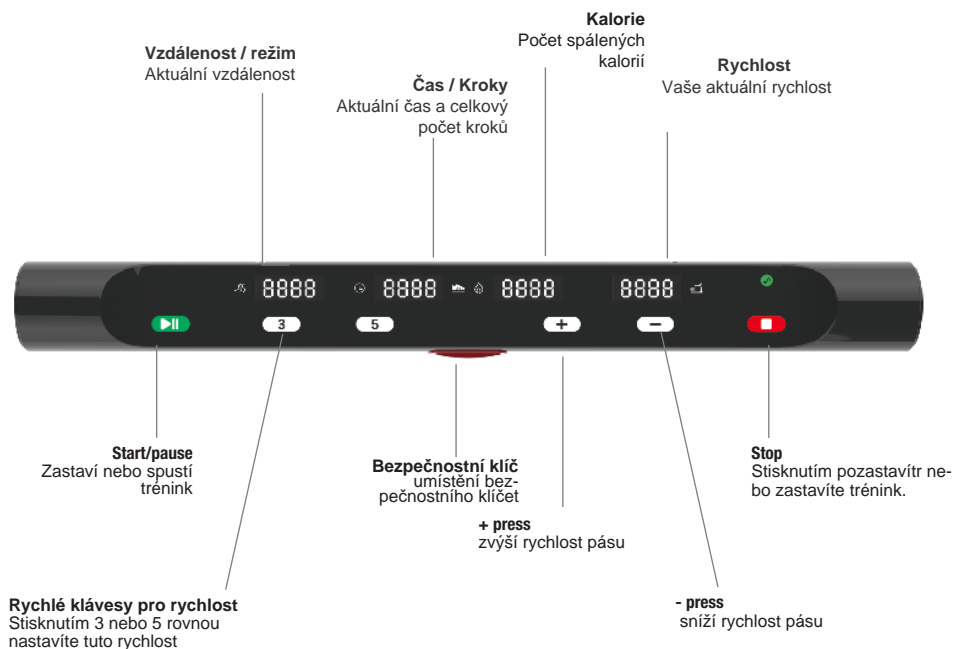 Kalorie
Počet spálených
kalorií
Vzdálenost / režim
Aktuální vzdálenost
Rychlost
Vaše aktuální rychlost
Čas / Kroky
Aktuální čas a celkový
počet kroků
8888 8888 8888 8888
3 5 + −
Start/pause
Zastaví nebo spustí
trénink
Bezpečnostní klíč
umístění bez-
pečnostního klíčet
Stop
Stisknutím pozastavítr ne-
bo zastavíte trénink.
+ press
zvýší rychlost pásu
Rychlé klávesy pro rychlost
Stisknutím 3 nebo 5 rovnou
nastavíte tuto rychlost
- press
sníží rychlost pásu